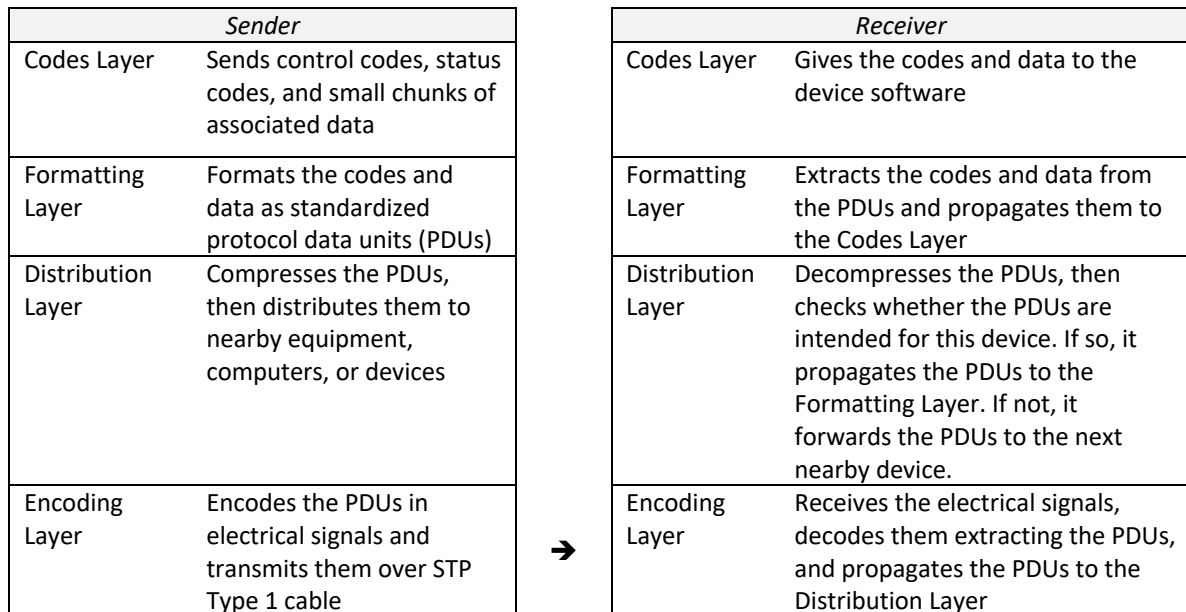 Sender
Codes Layer
Sends control codes, status
codes, and small chunks of
associated data
Formatting
Layer
Formats the codes and
data as standardized
protocol data units (PDUs)
Distribution
Layer
Compresses the PDUs,
then distributes them to
nearby equipment,
computers, or devices
Encoding
Layer
Encodes the PDUs in
electrical signals and
transmits them over STP
Type 1 cable
➔
Receiver
Codes Layer
Gives the codes and data to the
device software
Formatting
Layer
Extracts the codes and data from
the PDUs and propagates them to
the Codes Layer
Distribution
Layer
Decompresses the PDUs, then
checks whether the PDUs are
intended for this device. If so, it
propagates the PDUs to the
Formatting Layer. If not, it
forwards the PDUs to the next
nearby device.
Encoding
Layer
Receives the electrical signals,
decodes them extracting the PDUs,
and propagates the PDUs to the
Distribution Layer